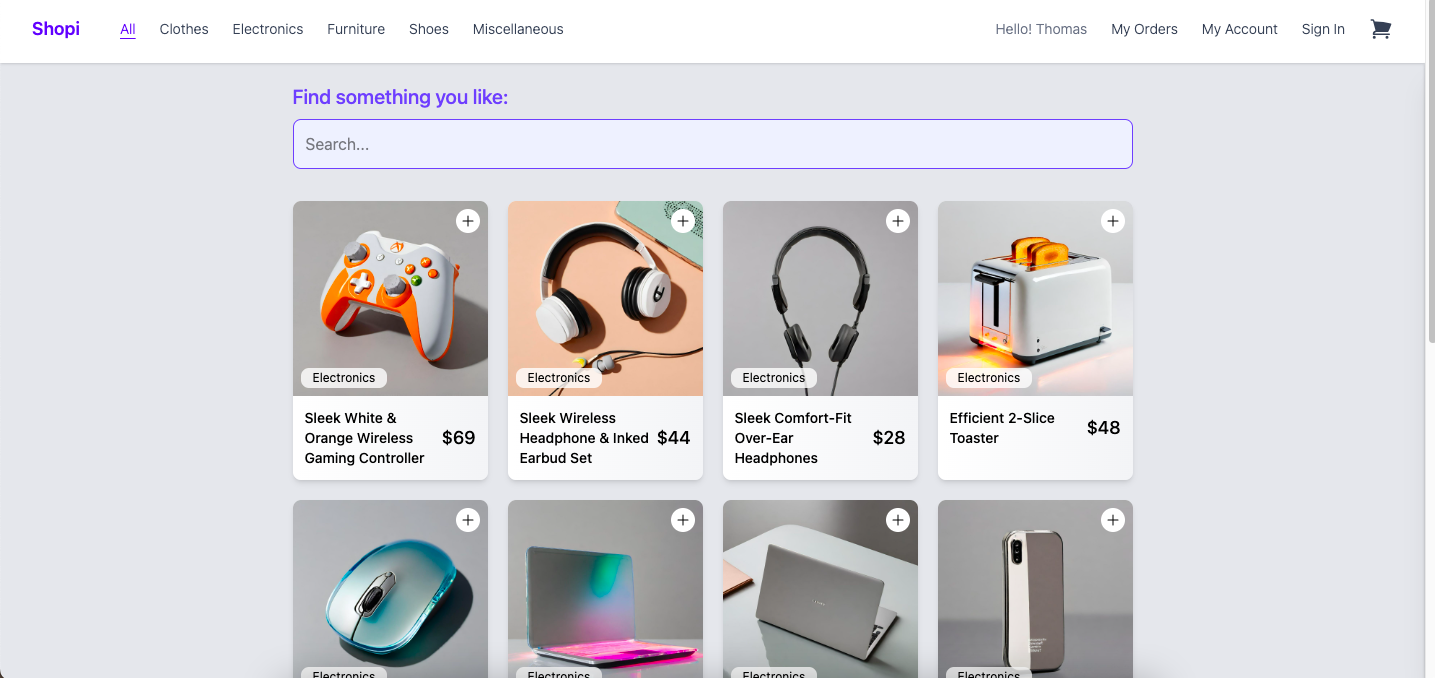 Shopi All Clothes Electronics Furniture Shoes Miscellaneous Hello! Thomas My Orders My Account Sign In
Find something you like:
Search...
Electronics Electronics Electronics Electronics
Sleek White &
Orange Wireless
Gaming Controller
$69
Sleek Wireless
Headphone & Inked
Earbud Set
$44
Sleek Comfort-Fit
Over-Ear
Headphones
$28
Efficient 2-Slice
Toaster
$48
Electronics Electronics Electronics Electronics